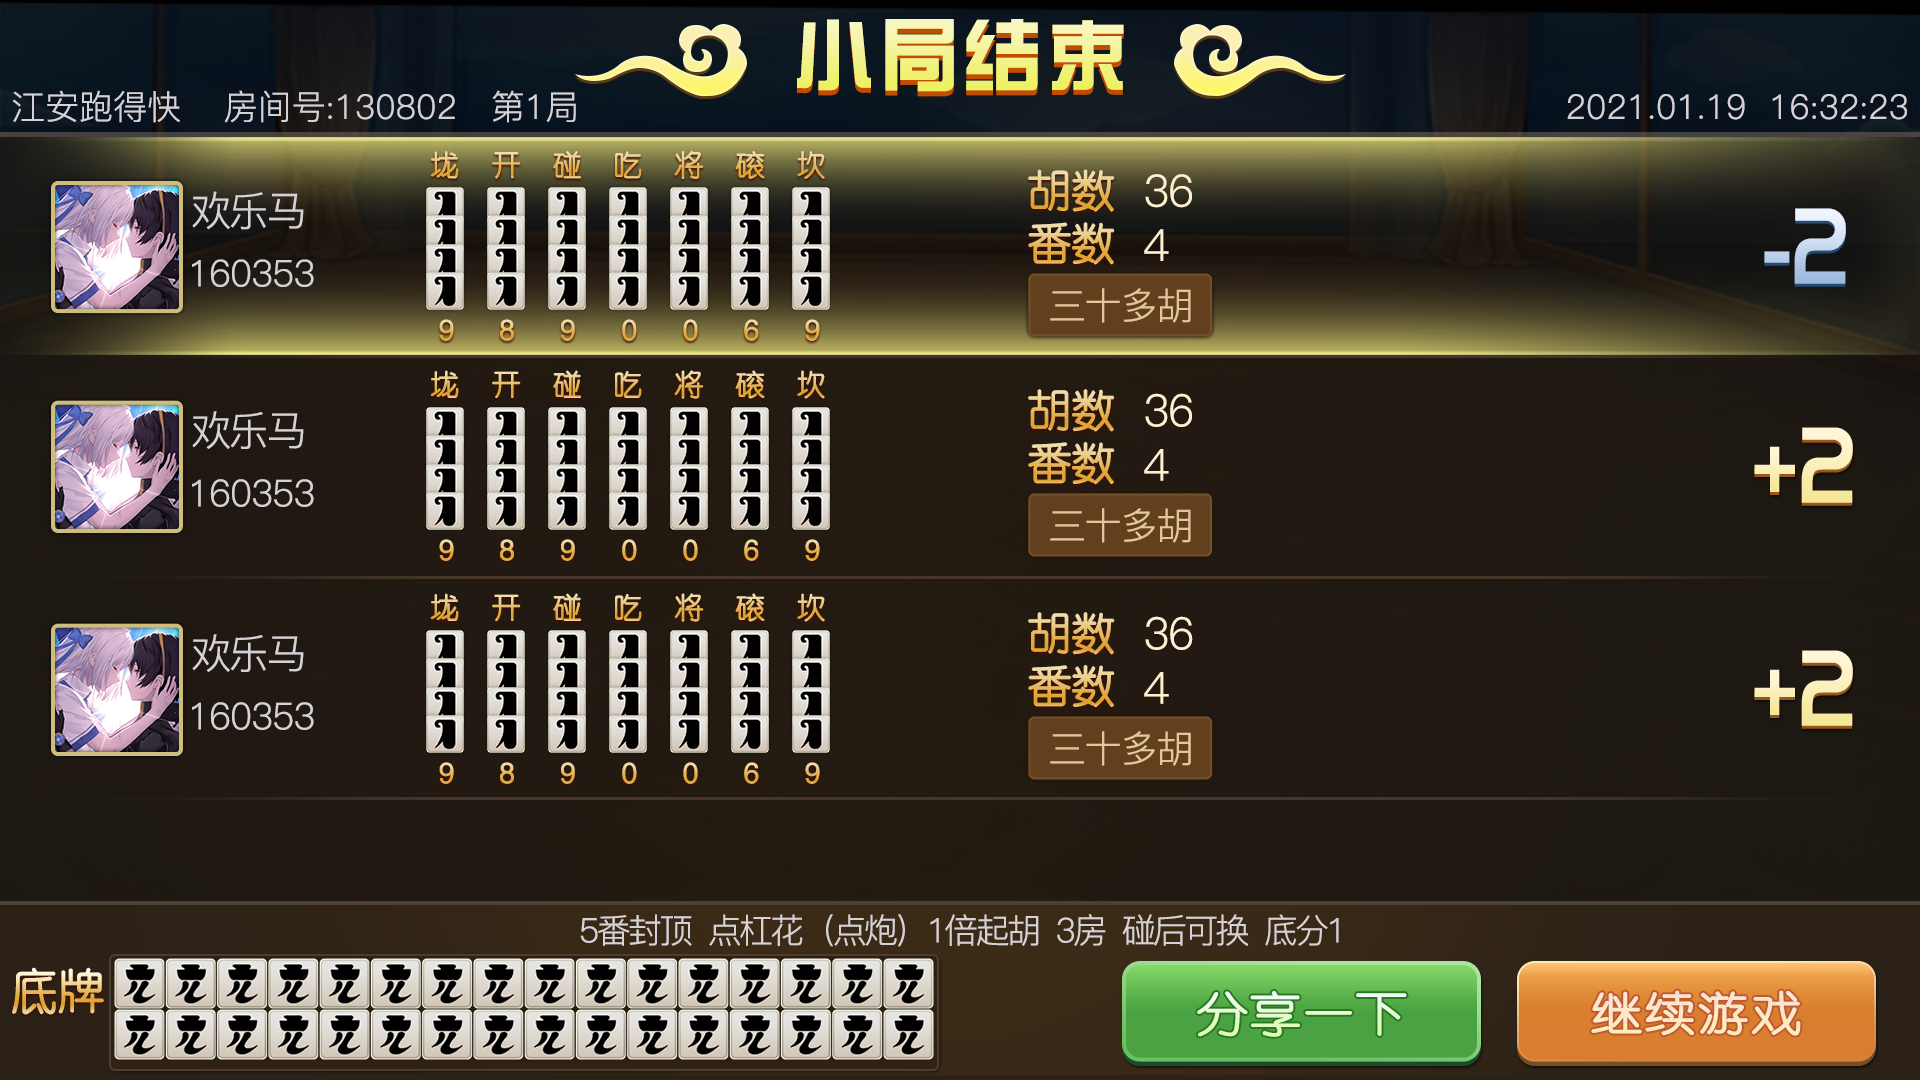 小局结束
江安跑得快 房间号:130802 第1局
2021.01.19 16:32:23
垅 开 碰 吃 将 磙 坎
欢乐马
160353
9 8 9 0 0 6 9
胡数 36
番数 4
三十多胡
-2
垅 开 碰 吃 将 磙 坎
欢乐马
160353
9 8 9 0 0 6 9
胡数 36
番数 4
三十多胡
+2
垅 开 碰 吃 将 磙 坎
欢乐马
160353
9 8 9 0 0 6 9
胡数 36
番数 4
三十多胡
+2
5番封顶 点杠花（点炮）1倍起胡 3房 碰后可换 底分1
底牌
分享一下
继续游戏